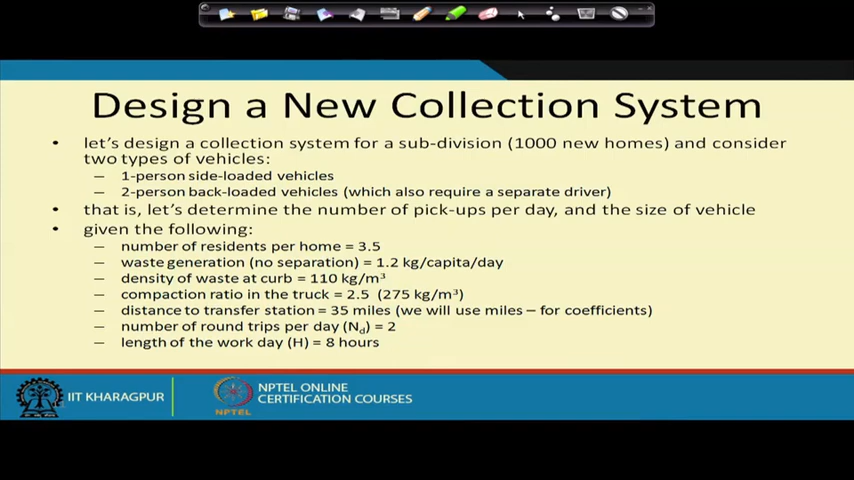 Design a New Collection System
• let's design a collection system for a sub-division (1000 new homes) and consider
two types of vehicles:
– 1-person side-loaded vehicles
– 2-person back-loaded vehicles (which also require a separate driver)
• that is, let's determine the number of pick-ups per day, and the size of vehicle
• given the following:
– number of residents per home = 3.5
– waste generation (no separation) = 1.2 kg/capita/day
– density of waste at curb = 110 kg/m³
– compaction ratio in the truck = 2.5 (275 kg/m³)
– distance to transfer station = 35 miles (we will use miles – for coefficients)
– number of round trips per day (Nd) = 2
– length of the work day (H) = 8 hours
IIT KHARAGPUR
NPTEL
NPTEL ONLINE
CERTIFICATION COURSES